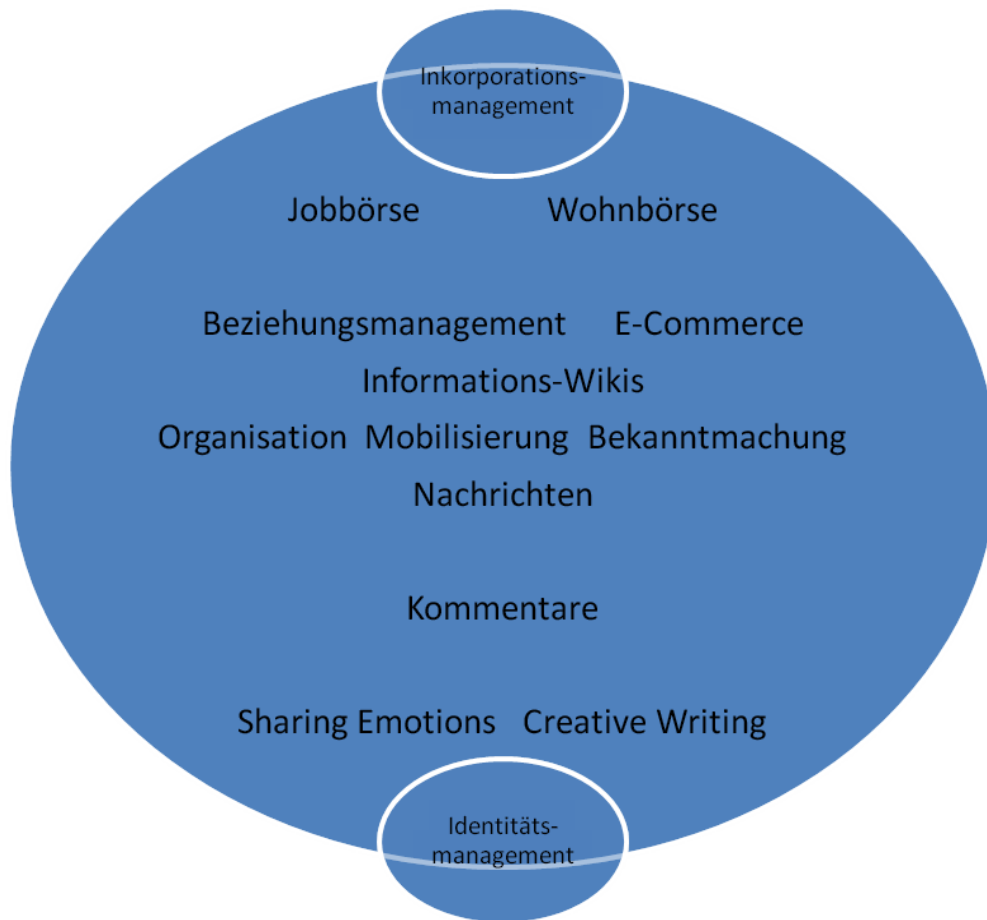 Inkorporations-
management
Jobbörse Wohnbörse
Beziehungsmanagement E-Commerce
Informations-Wikis
Organisation Mobilisierung Bekanntmachung
Nachrichten
Kommentare
Sharing Emotions Creative Writing
Identitäts-
management